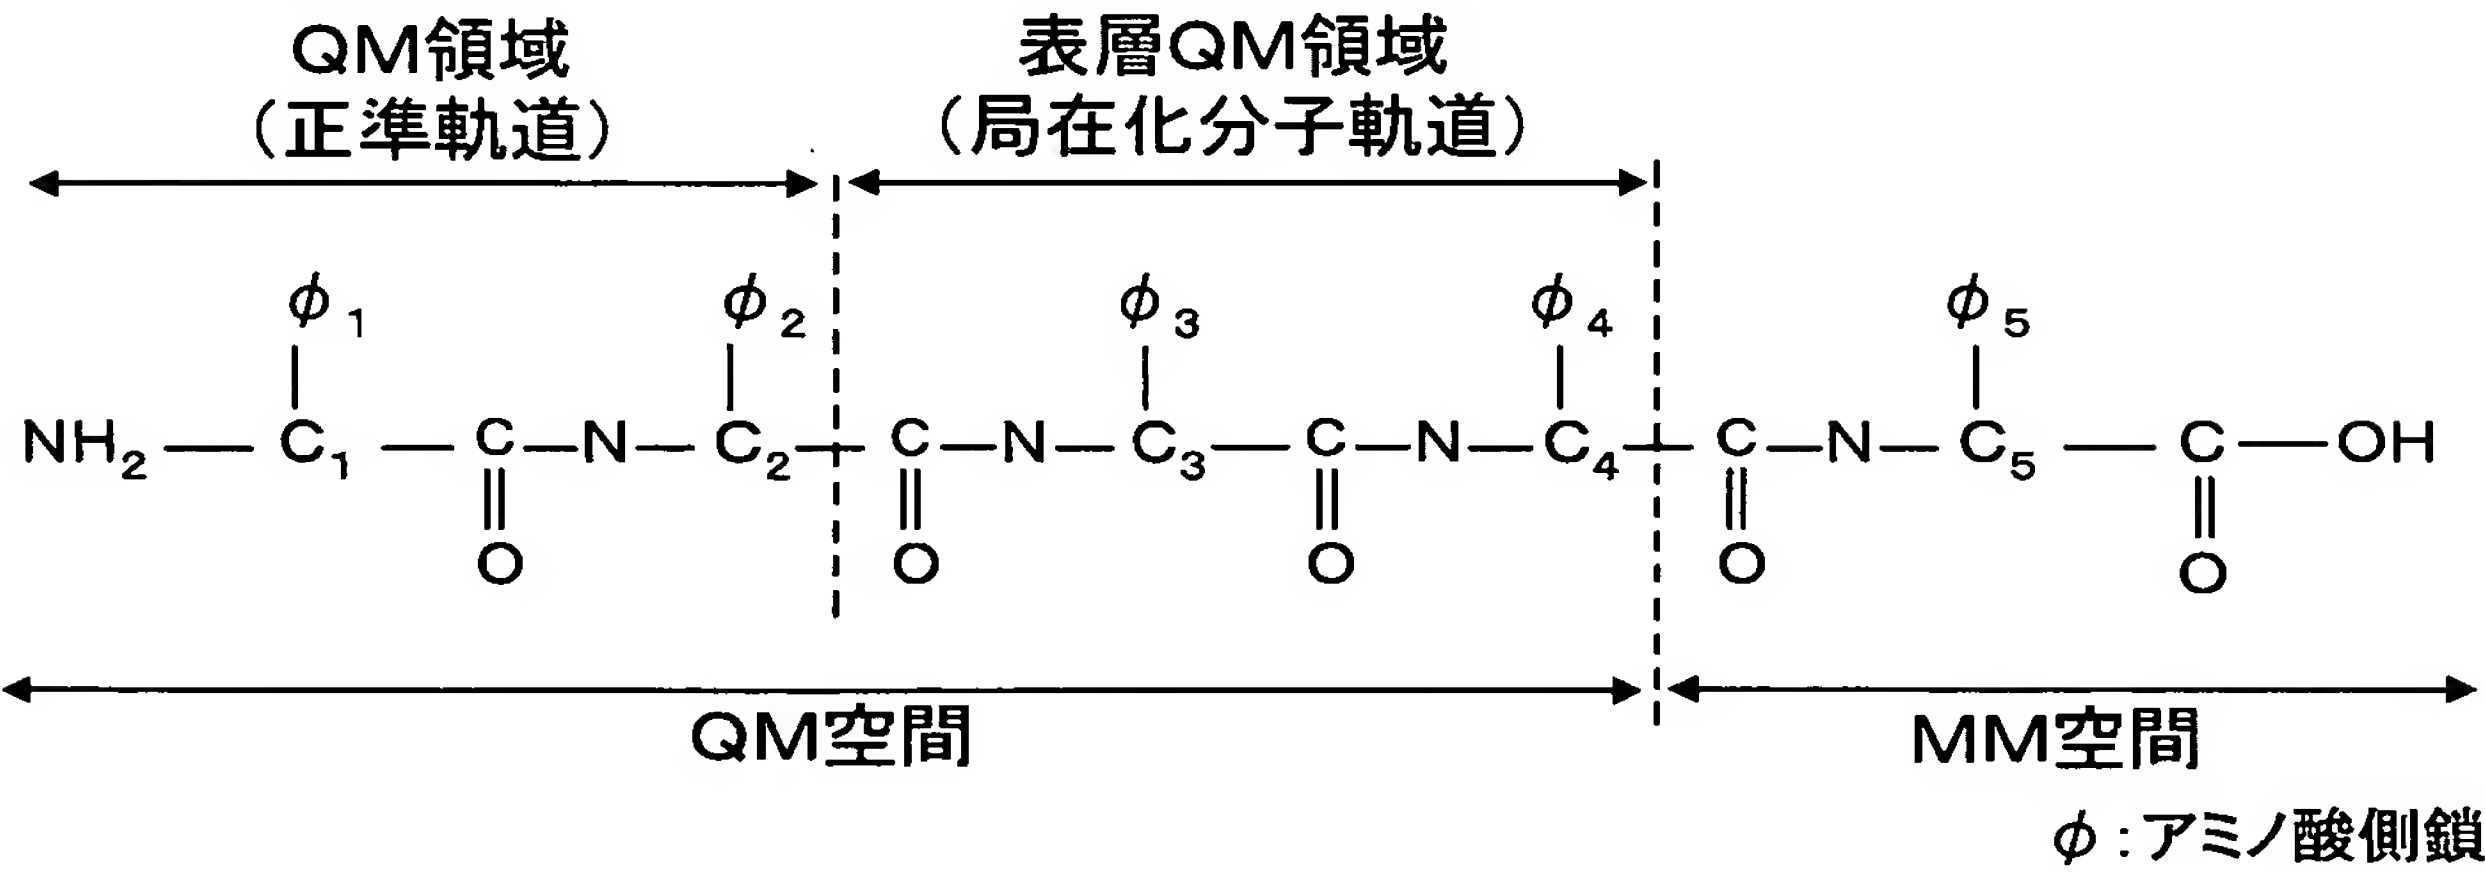 QM領域
(正準軌道)
表層QM領域
(局在化分子軌道)
φ1 φ2 φ3 φ4 φ5
NH2 C1 C N C2 C N C3 C N C4 C N C5 C OH
O O O O O
QM空間
MM空間
φ:アミノ酸側鎖